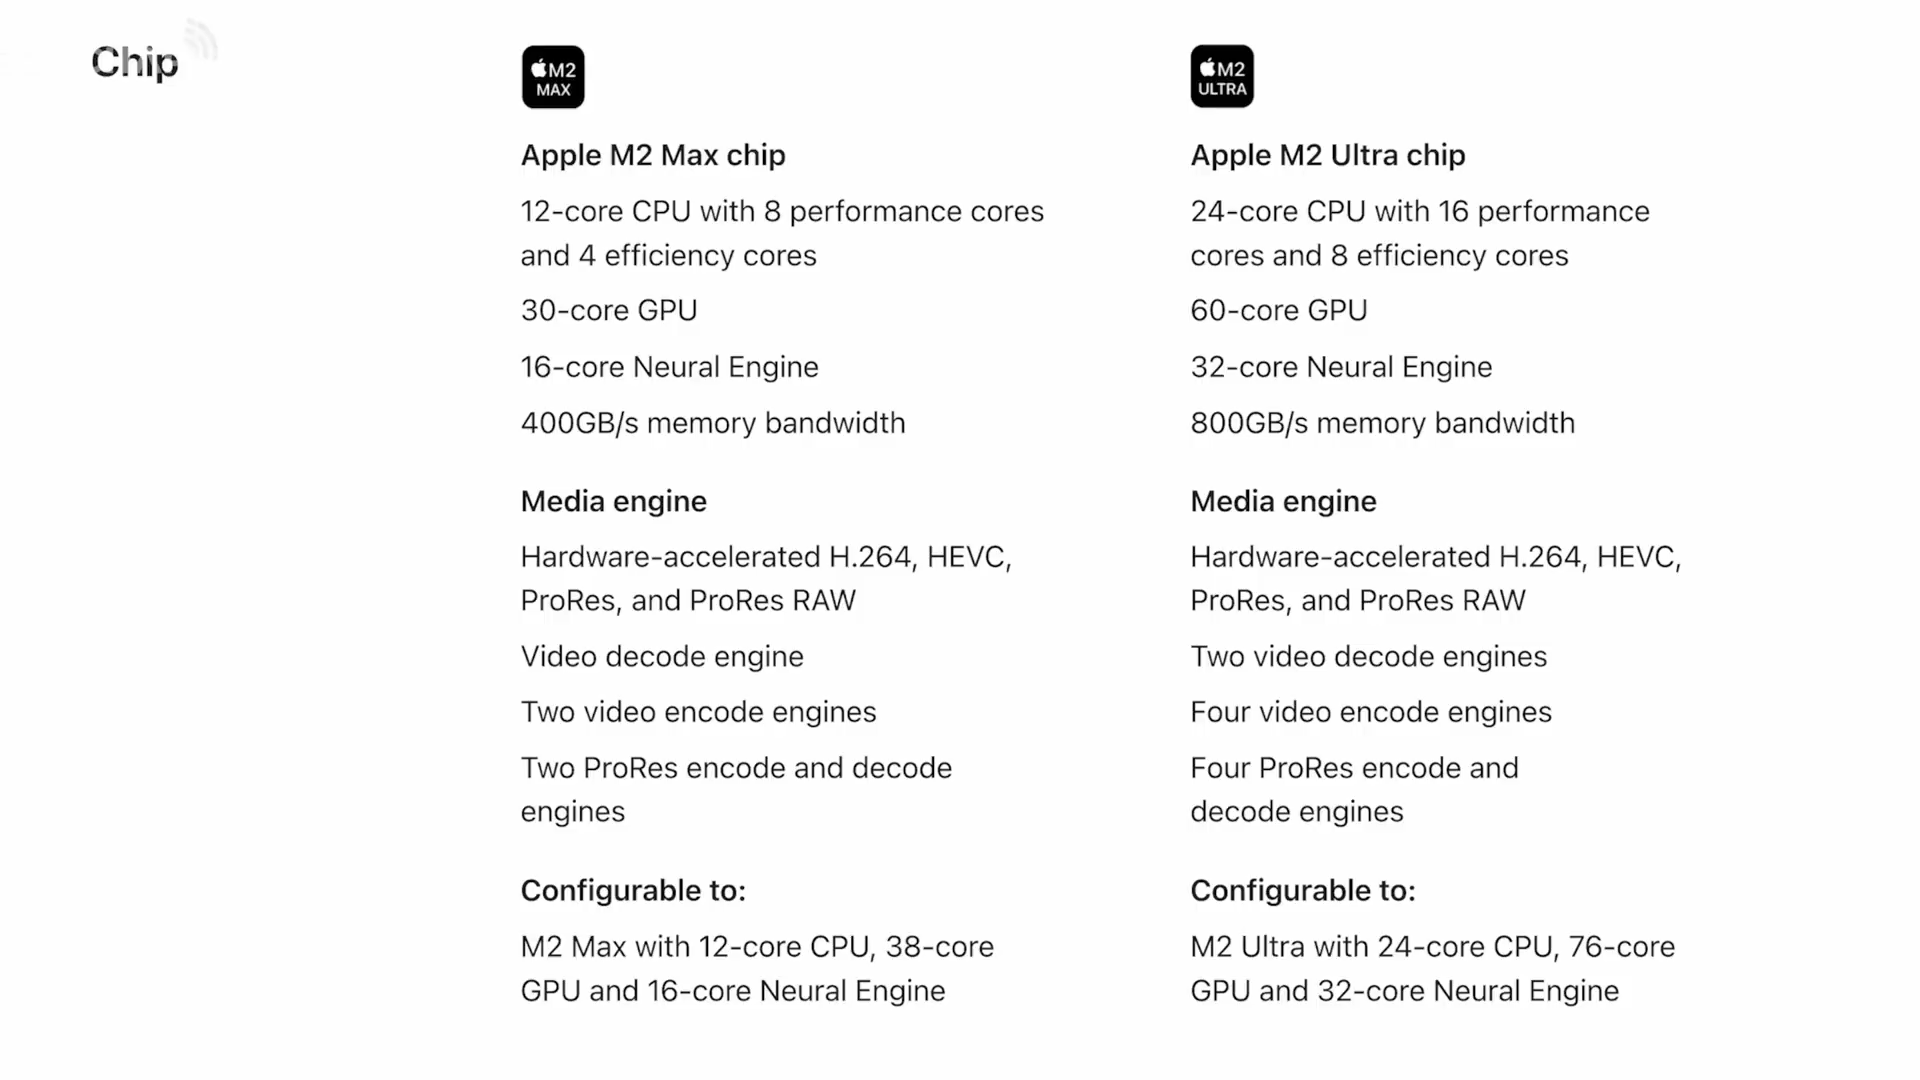 Chip
M2
MAX
Apple M2 Max chip
12-core CPU with 8 performance cores
and 4 efficiency cores
30-core GPU
16-core Neural Engine
400GB/s memory bandwidth
Media engine
Hardware-accelerated H.264, HEVC,
ProRes, and ProRes RAW
Video decode engine
Two video encode engines
Two ProRes encode and decode
engines
Configurable to:
M2 Max with 12-core CPU, 38-core
GPU and 16-core Neural Engine
M2
ULTRA
Apple M2 Ultra chip
24-core CPU with 16 performance
cores and 8 efficiency cores
60-core GPU
32-core Neural Engine
800GB/s memory bandwidth
Media engine
Hardware-accelerated H.264, HEVC,
ProRes, and ProRes RAW
Two video decode engines
Four video encode engines
Four ProRes encode and
decode engines
Configurable to:
M2 Ultra with 24-core CPU, 76-core
GPU and 32-core Neural Engine